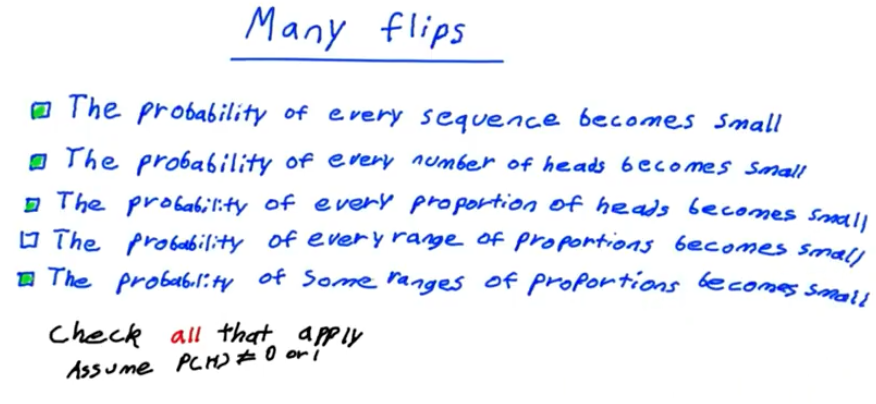 Many flips
The probability of every sequence becomes small
The probability of every number of heads becomes small
The probability of every proportion of heads becomes small
The probability of every range of proportions becomes small
The probability of some ranges of proportions becomes small
Check all that apply
Assume P(H) ≠ 0 or 1